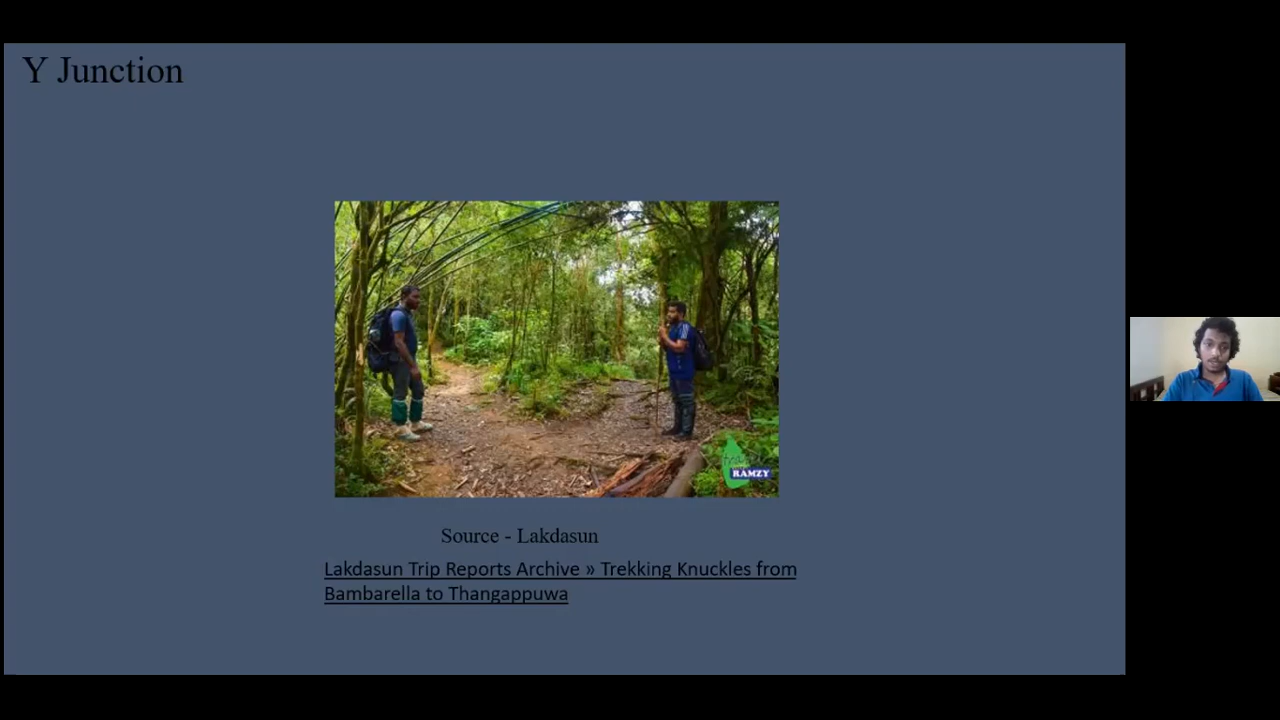 Y Junction
RAMZY
Source - Lakdasun
Lakdasun Trip Reports Archive » Trekking Knuckles from
Bambarella to Thangappuwa